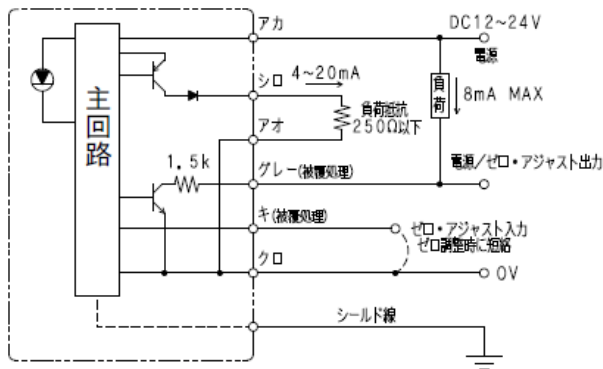 アカ
DC12~24V
電源
シロ
4~20mA
負荷
8mA MAX
主回路
負荷抵抗
250Ω以下
アオ
1.5k
グレー(被覆処理)
電源/ゼロ・アジャスト出力
キ(被覆処理)
ゼロ・アジャスト入力
ゼロ調整時に短絡
クロ
0V
シールド線